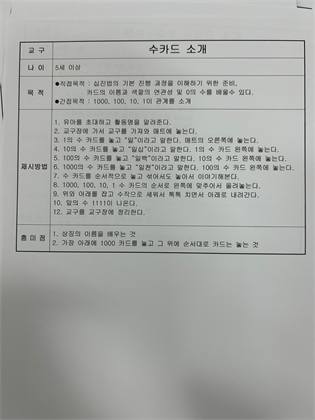 교 구 수카드 소개
나 이 5세 이상
목 적 ●직접목적 : 십진법의 기본 진행 과정을 이해하기 위한 준비,
카드의 이름과 색깔의 연관성 및 0의 수를 배울수 있다.
●간접목적 : 1000, 100, 10, 1의 관계를 소개
제시방법
1. 유아를 초대하고 활동명을 알려준다.
2. 교구장에 가서 교구를 가져와 매트에 놓는다.
3. 1의 수 카드를 놓고 "일"이라고 말한다. 매트의 오른쪽에 놓는다.
4. 10의 수 카드를 놓고 "일십"이라고 말한다. 1의 수 카드 왼쪽에 놓는다.
5. 100의 수 카드를 놓고 "일백"이라고 말한다. 10의 수 카드 왼쪽에 놓는다.
6. 1000의 수 카드를 놓고 "일천"이라고 말한다. 100의 수 카드 왼쪽에 놓는다.
7. 수 카드를 순서적으로 놓고 섞어서도 놓아서 이야기해본다.
8. 1000, 100, 10, 1 수 카드의 순서로 왼쪽에 맞추어서 올려놓는다.
9. 위와 아래를 잡고 수직으로 세워서 톡톡 치면서 아래로 내려간다.
10. 앞의 수 1111이 나온다.
12. 교구를 교구장에 정리한다.
흥 미 점
1. 상징의 이름을 배우는 것
2. 가장 아래에 1000 카드를 놓고 그 위에 순서대로 카드는 놓는 것